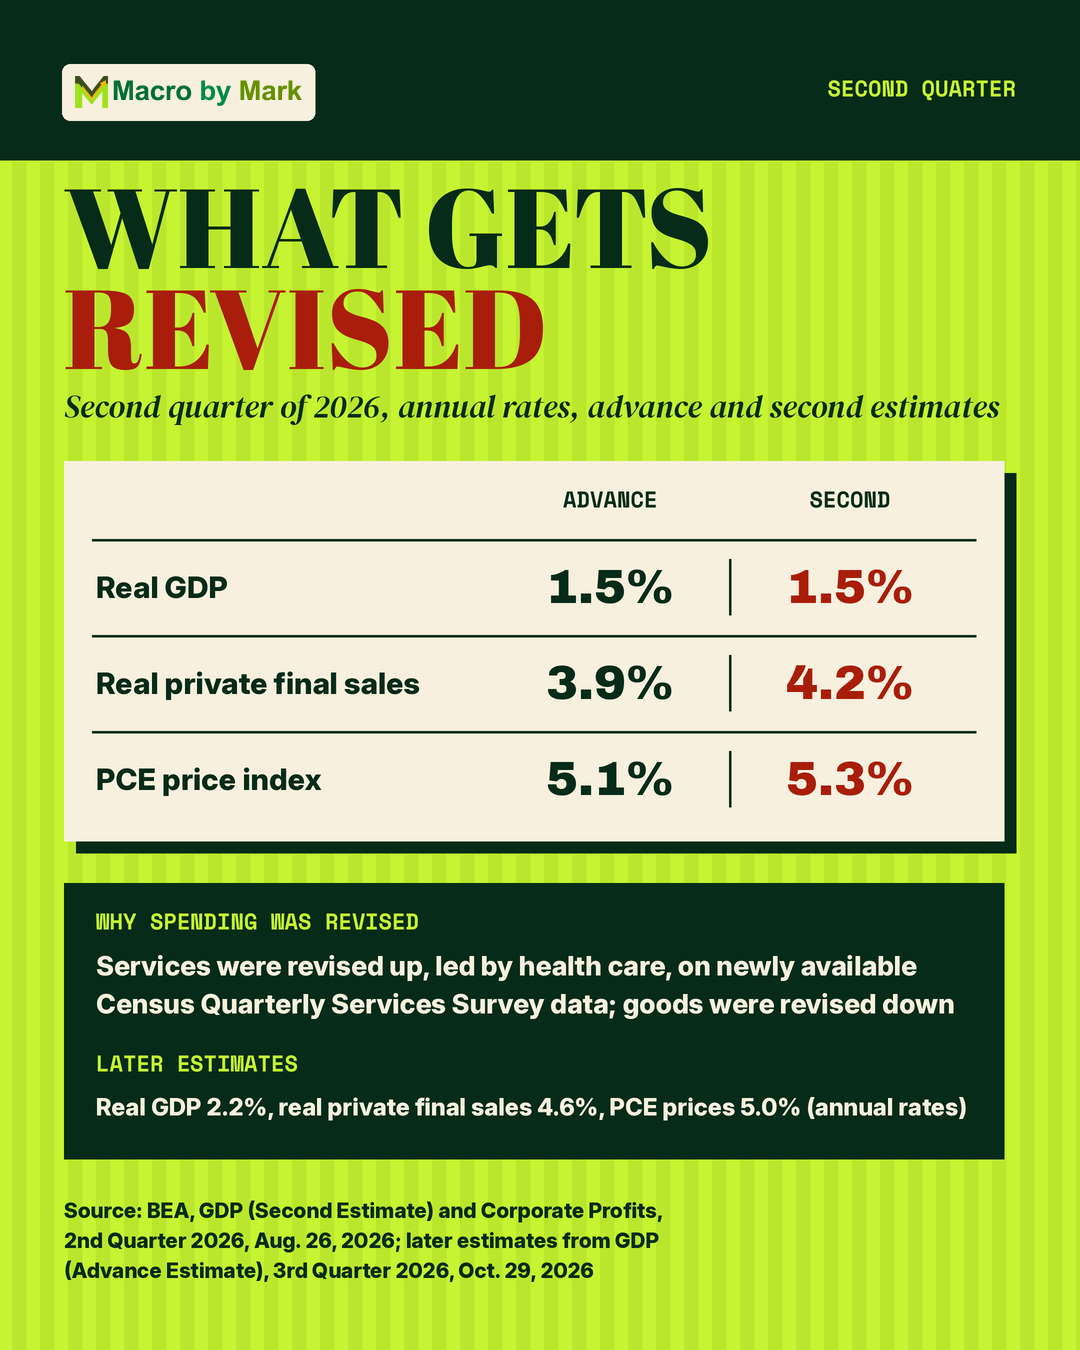 Macro by Mark
SECOND QUARTER
WHAT GETS
REVISED
Second quarter of 2026, annual rates, advance and second estimates
ADVANCE SECOND
Real GDP 1.5% 1.5%
Real private final sales 3.9% 4.2%
PCE price index 5.1% 5.3%
WHY SPENDING WAS REVISED
Services were revised up, led by health care, on newly available
Census Quarterly Services Survey data; goods were revised down
LATER ESTIMATES
Real GDP 2.2%, real private final sales 4.6%, PCE prices 5.0% (annual rates)
Source: BEA, GDP (Second Estimate) and Corporate Profits,
2nd Quarter 2026, Aug. 26, 2026; later estimates from GDP
(Advance Estimate), 3rd Quarter 2026, Oct. 29, 2026